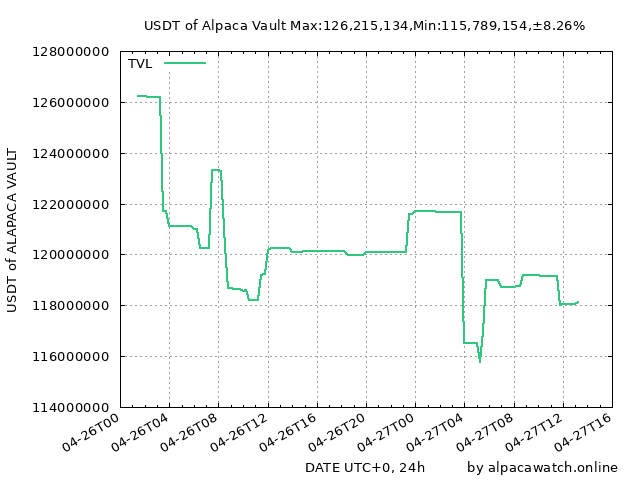 USDT of Alpaca Vault Max:126,215,134,Min:115,789,154,±8.26%
TVL
128000000
126000000
124000000
122000000
120000000
118000000
116000000
114000000
USDT of ALAPACA VAULT
04-26T00
04-26T04
04-26T08
04-26T12
04-26T16
04-26T20
04-27T00
04-27T04
04-27T08
04-27T12
04-27T16
DATE UTC+0, 24h
by alpacawatch.online